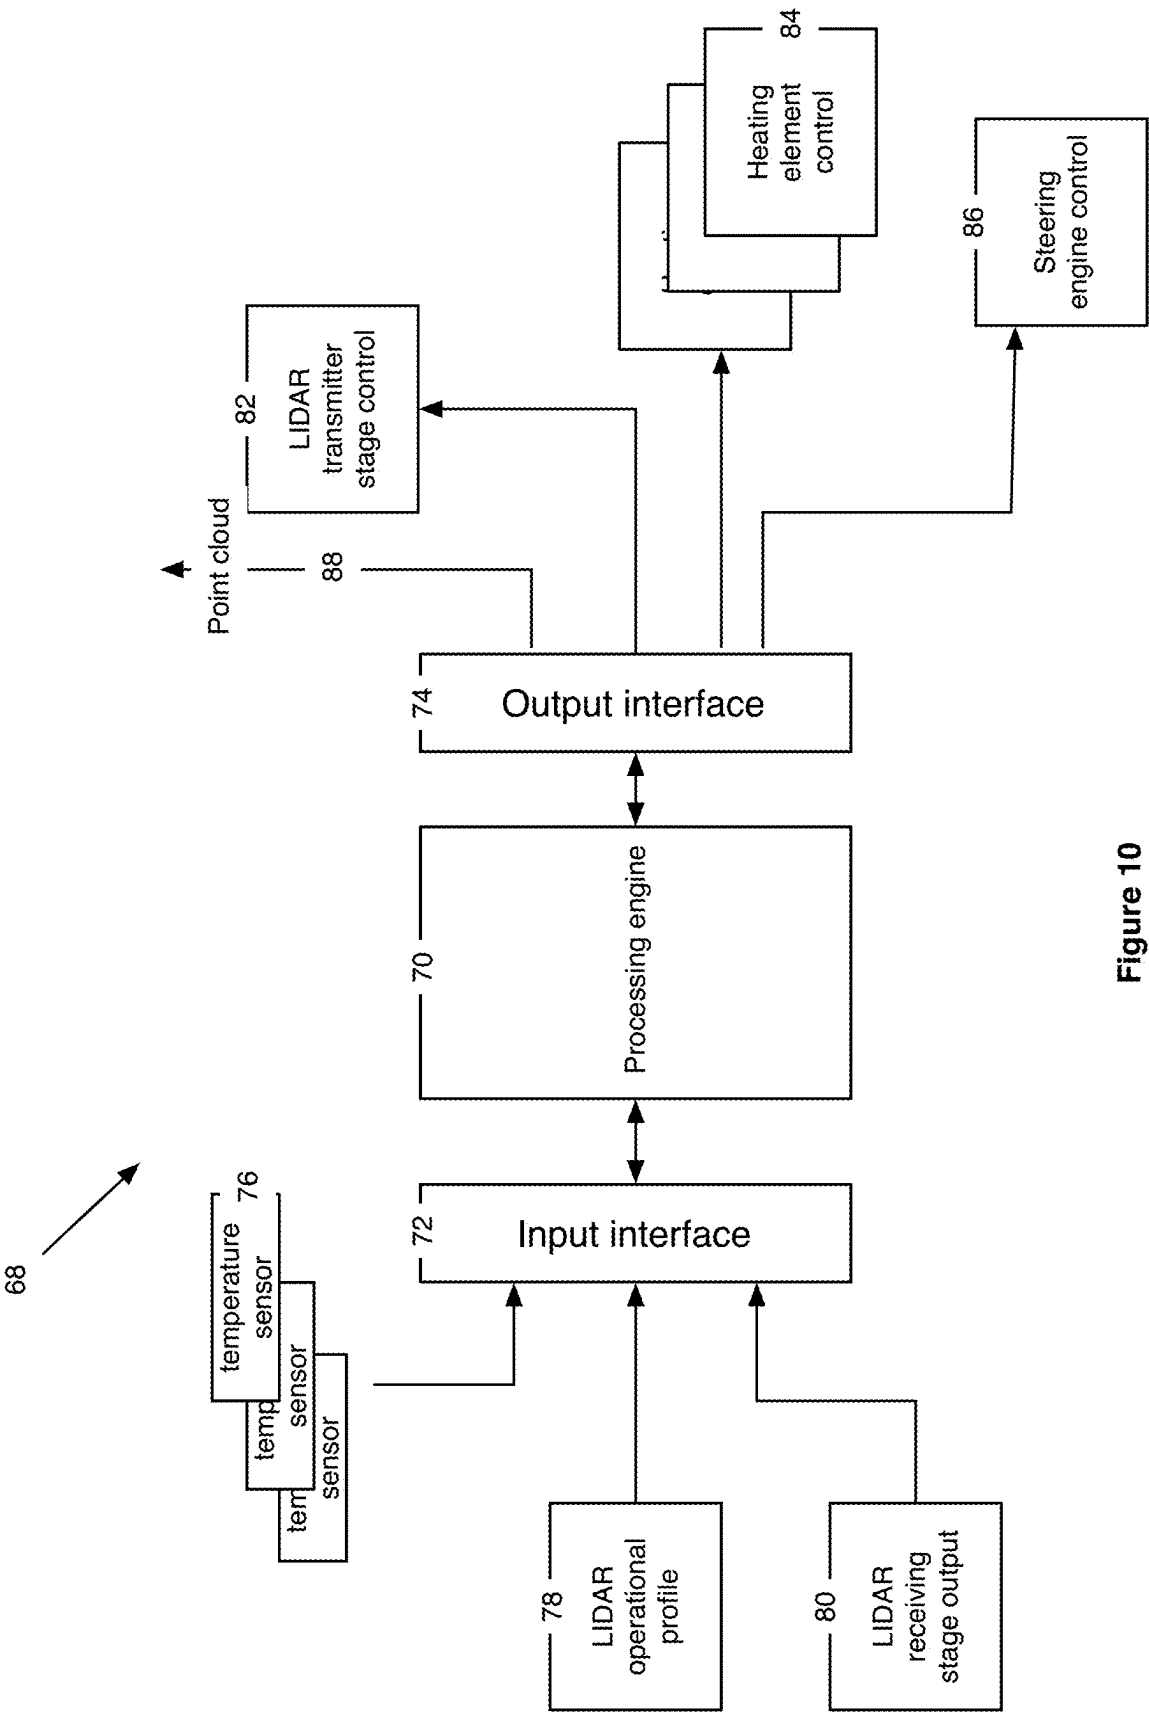 68
76
temperature
sensor
temp
sensor
tem
sensor
78
LIDAR
operational
profile
80
LIDAR
receiving
stage output
72
Input interface
70
Processing engine
74
Output interface
Point cloud
88
82
LIDAR
transmitter
stage control
84
Heating
element
control
86
Steering
engine control
Figure 10